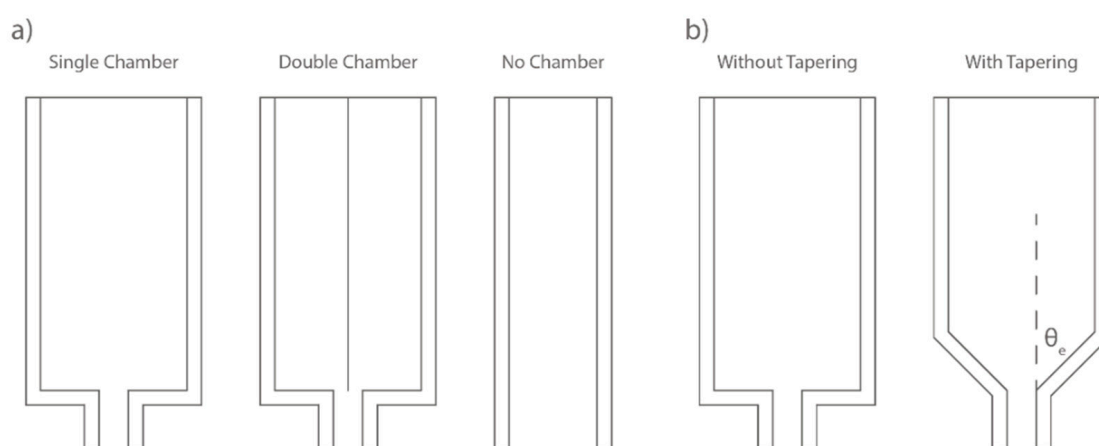 a)
Single Chamber
Double Chamber
No Chamber
b)
Without Tapering
With Tapering
θe